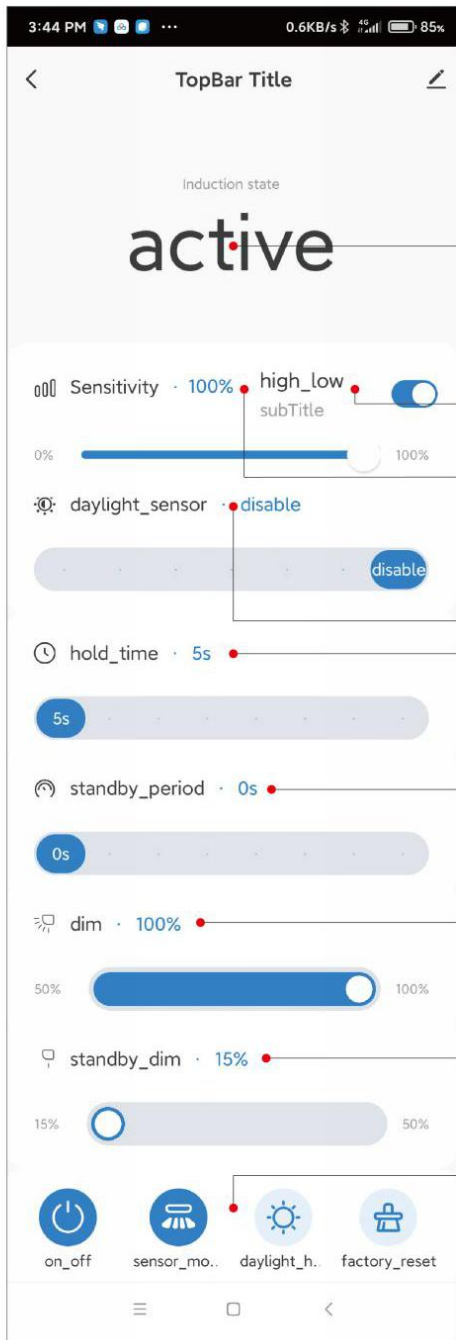 3:44 PM ... 0.6KB/s 4G 85%
TopBar Title
Induction state
active
Sensitivity · 100% high_low
subTitle
0% 100%
daylight_sensor · disable
disable
hold_time · 5s
5s
standby_period · 0s
0s
dim · 100%
50% 100%
standby_dim · 15%
15% 50%
on_off sensor_mo.. daylight_h.. factory_reset